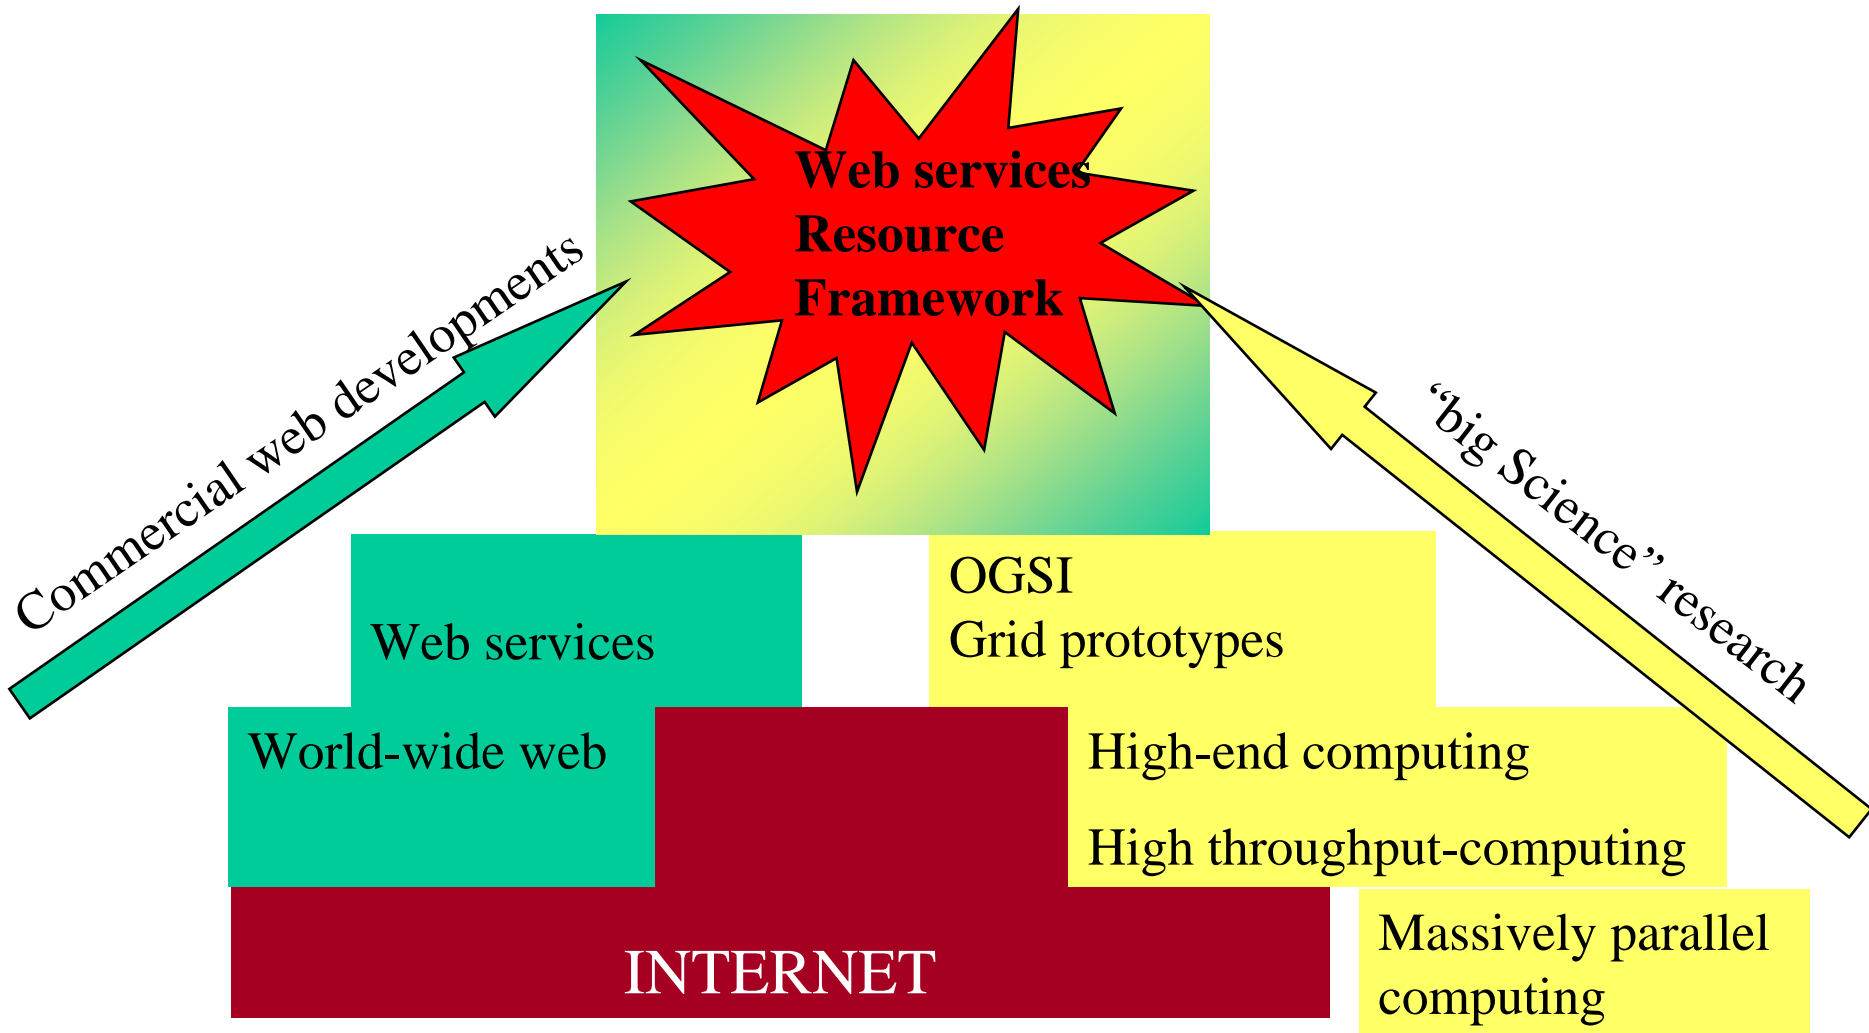 Web services
Resource
Framework
Commercial web developments
“big Science” research
OGSI
Grid prototypes
Web services
World-wide web
High-end computing
High throughput-computing
INTERNET
Massively parallel
computing